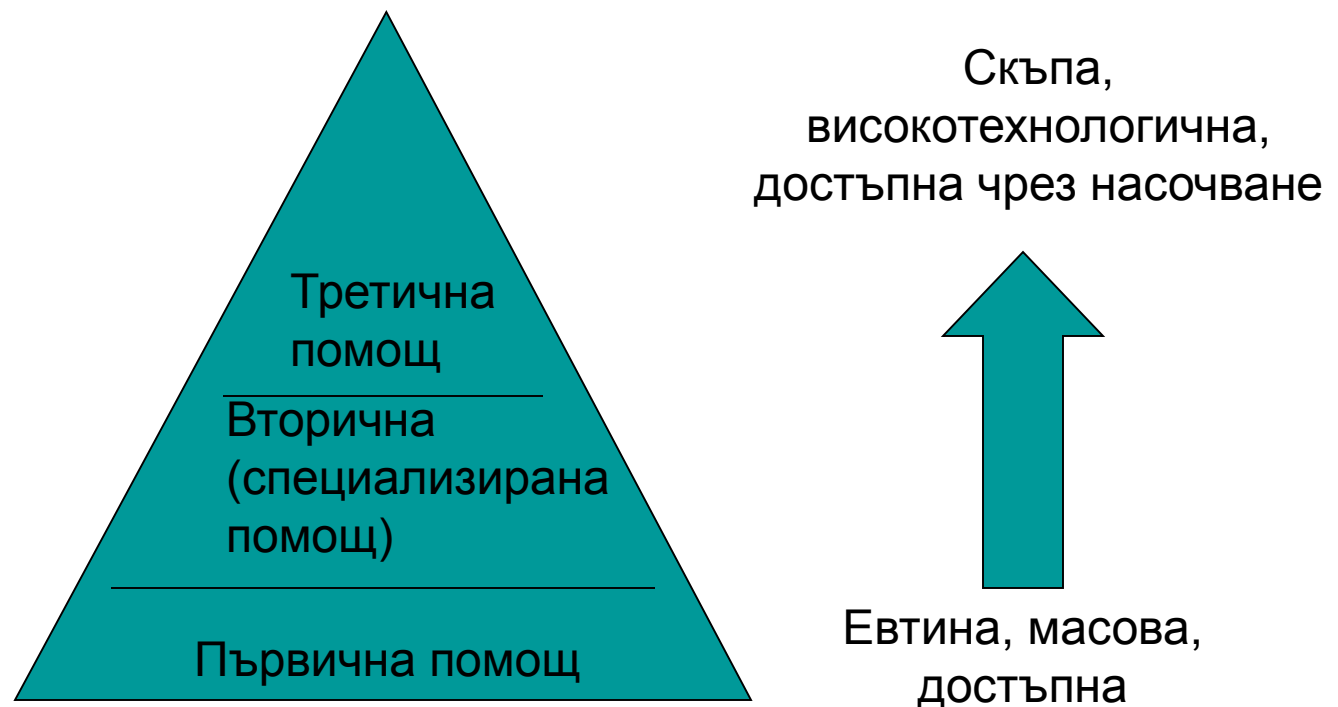 Скъпа,
високотехнологична,
достъпна чрез насочване
Третична
помощ
Вторична
(специализирана
помощ)
Първична помощ
Евтина, масова,
достъпна